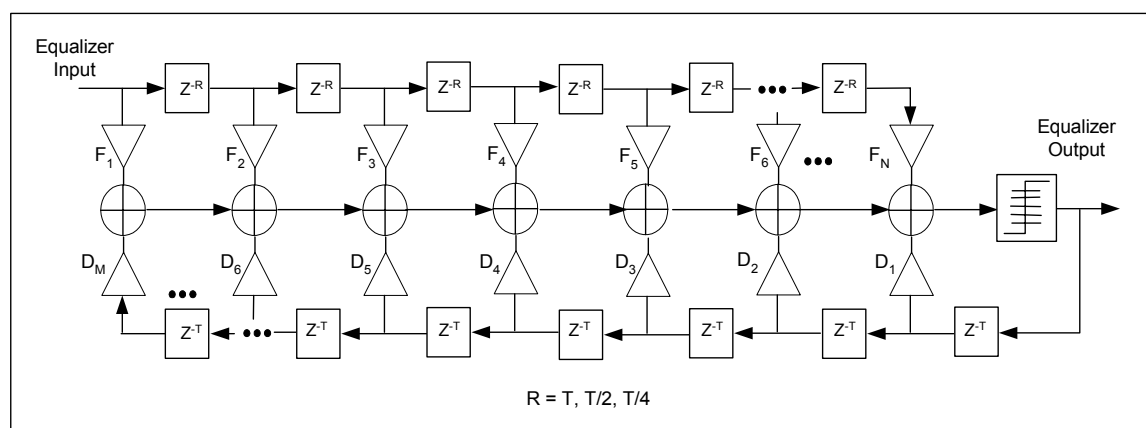 Equalizer
Input
Z-R Z-R Z-R Z-R Z-R ••• Z-R
Equalizer
Output
F1 F2 F3 F4 F5 F6 ••• FN
DM D6 D5 D4 D3 D2 D1
•••
Z-T ••• Z-T Z-T Z-T Z-T Z-T Z-T
R = T, T/2, T/4